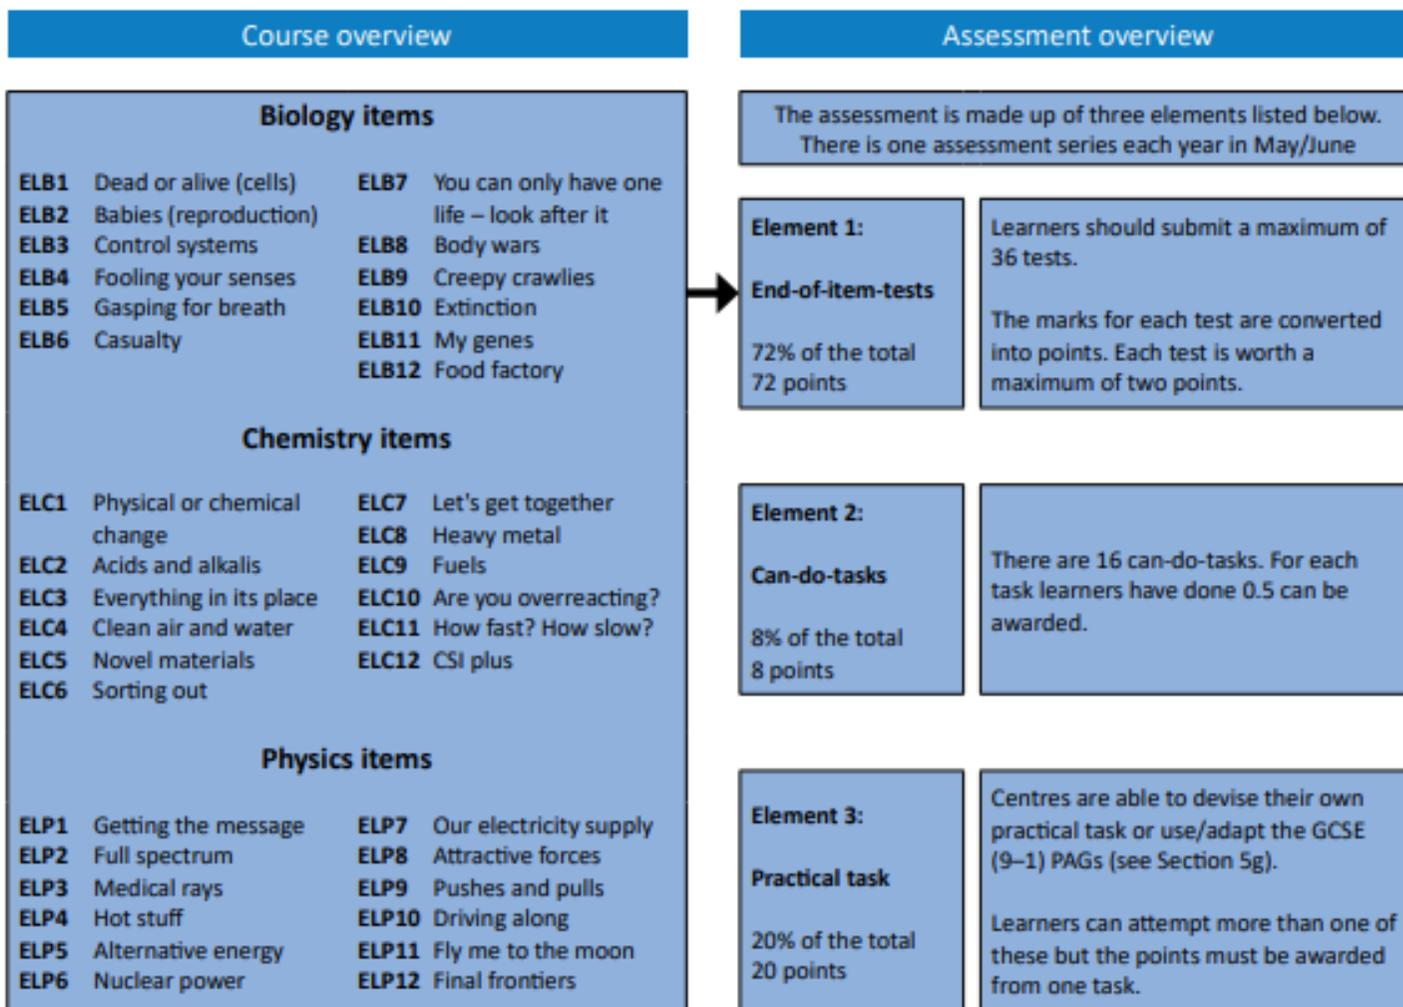 Course overview
Biology items
ELB1 Dead or alive (cells)
ELB2 Babies (reproduction)
ELB3 Control systems
ELB4 Fooling your senses
ELB5 Gasping for breath
ELB6 Casualty
ELB7 You can only have one
life – look after it
ELB8 Body wars
ELB9 Creepy crawlies
ELB10 Extinction
ELB11 My genes
ELB12 Food factory
Chemistry items
ELC1 Physical or chemical
change
ELC2 Acids and alkalis
ELC3 Everything in its place
ELC4 Clean air and water
ELC5 Novel materials
ELC6 Sorting out
ELC7 Let's get together
ELC8 Heavy metal
ELC9 Fuels
ELC10 Are you overreacting?
ELC11 How fast? How slow?
ELC12 CSI plus
Physics items
ELP1 Getting the message
ELP2 Full spectrum
ELP3 Medical rays
ELP4 Hot stuff
ELP5 Alternative energy
ELP6 Nuclear power
ELP7 Our electricity supply
ELP8 Attractive forces
ELP9 Pushes and pulls
ELP10 Driving along
ELP11 Fly me to the moon
ELP12 Final frontiers
Assessment overview
The assessment is made up of three elements listed below.
There is one assessment series each year in May/June
Element 1:
End-of-item-tests
72% of the total
72 points
Learners should submit a maximum of
36 tests.
The marks for each test are converted
into points. Each test is worth a
maximum of two points.
Element 2:
Can-do-tasks
8% of the total
8 points
There are 16 can-do-tasks. For each
task learners have done 0.5 can be
awarded.
Element 3:
Practical task
20% of the total
20 points
Centres are able to devise their own
practical task or use/adapt the GCSE
(9–1) PAGs (see Section 5g).
Learners can attempt more than one of
these but the points must be awarded
from one task.